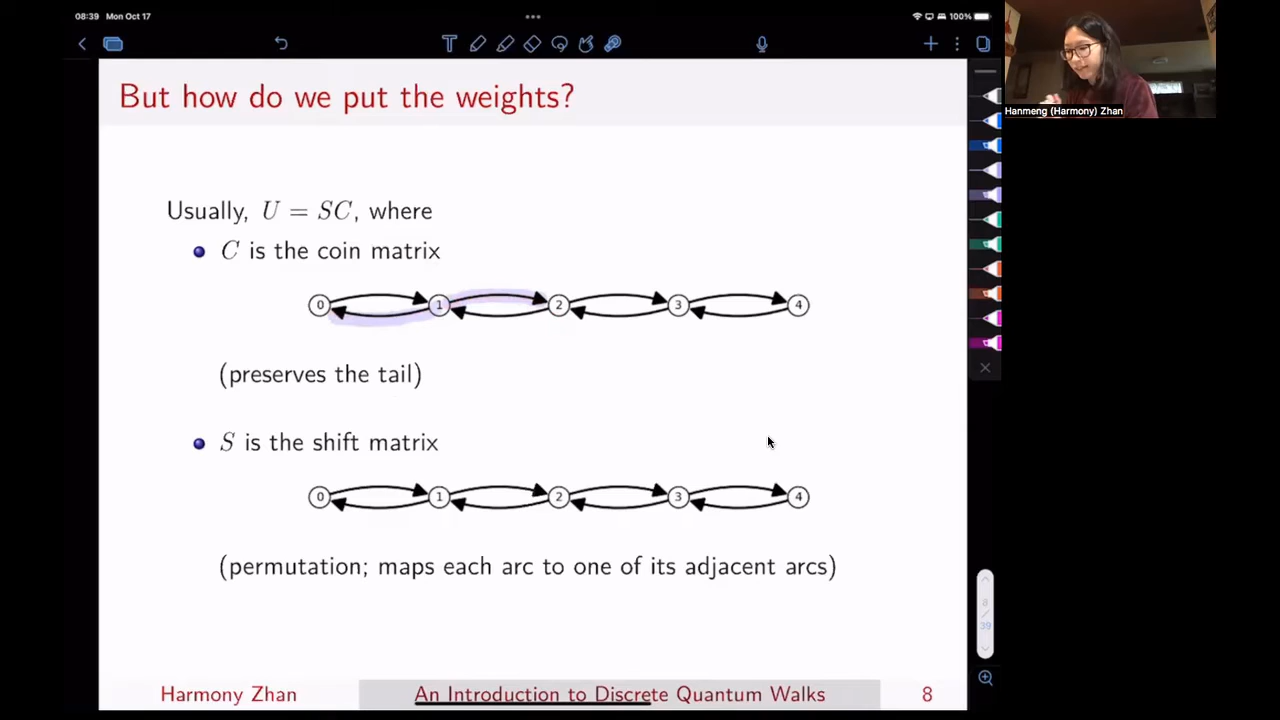 08:39 Mon Oct 17
100%
But how do we put the weights?
Hanmeng (Harmony) Zhan
Usually, U = SC, where
C is the coin matrix
0 1 2 3 4
(preserves the tail)
S is the shift matrix
0 1 2 3 4
(permutation; maps each arc to one of its adjacent arcs)
8
/
39
Harmony Zhan An Introduction to Discrete Quantum Walks 8